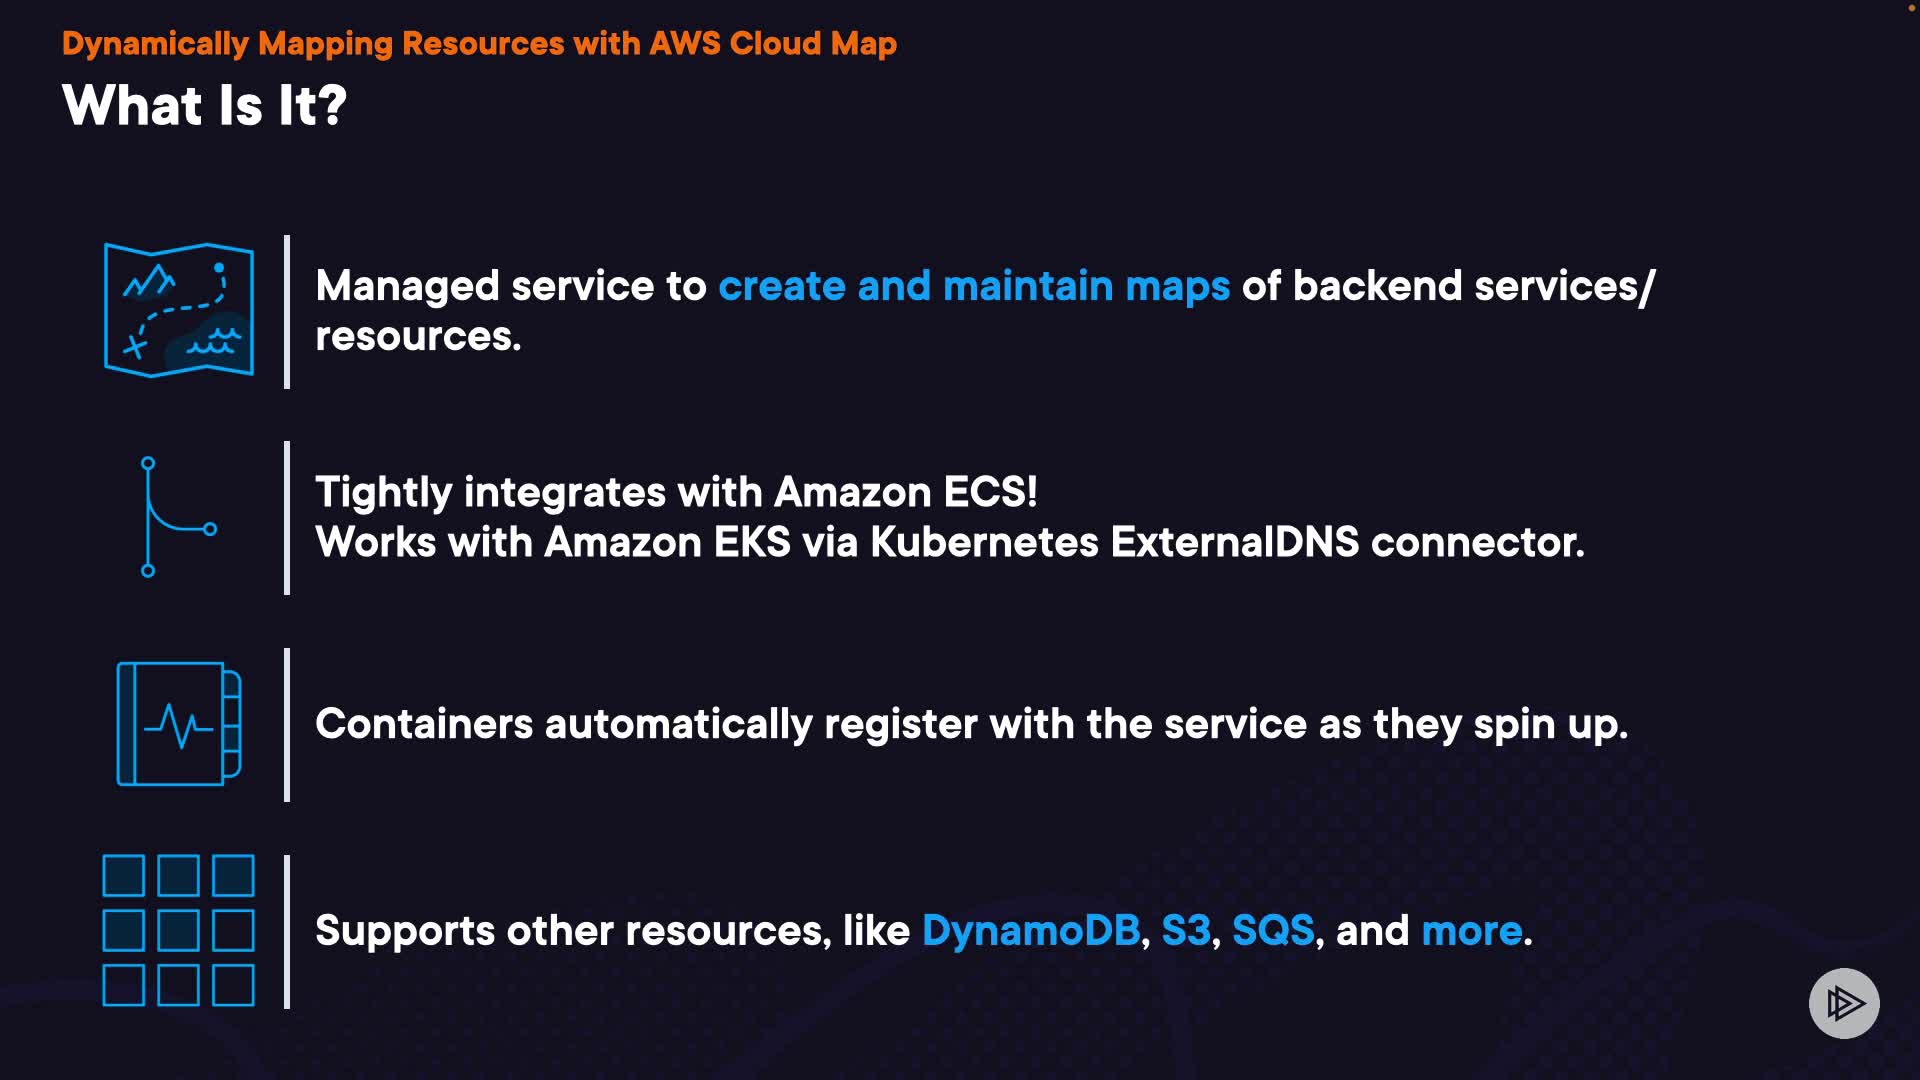 Dynamically Mapping Resources with AWS Cloud Map
What Is It?
Managed service to create and maintain maps of backend services/
resources.
Tightly integrates with Amazon ECS!
Works with Amazon EKS via Kubernetes ExternalDNS connector.
Containers automatically register with the service as they spin up.
Supports other resources, like DynamoDB, S3, SQS, and more.